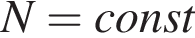 N = const